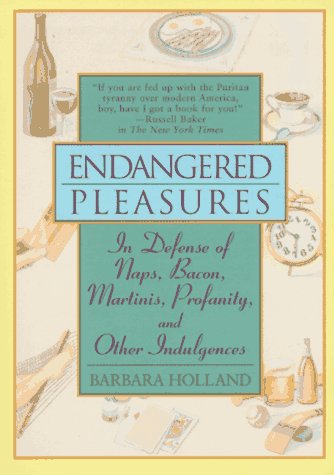 "If you are fed up with the Puritan
tyranny over modern America,
boy, have I got a book for you!"
—Russell Baker
in The New York Times
ENDANGERED
PLEASURES
In Defense of
Naps, Bacon,
Martinis, Profanity,
and
Other Indulgences
BARBARA HOLLAND